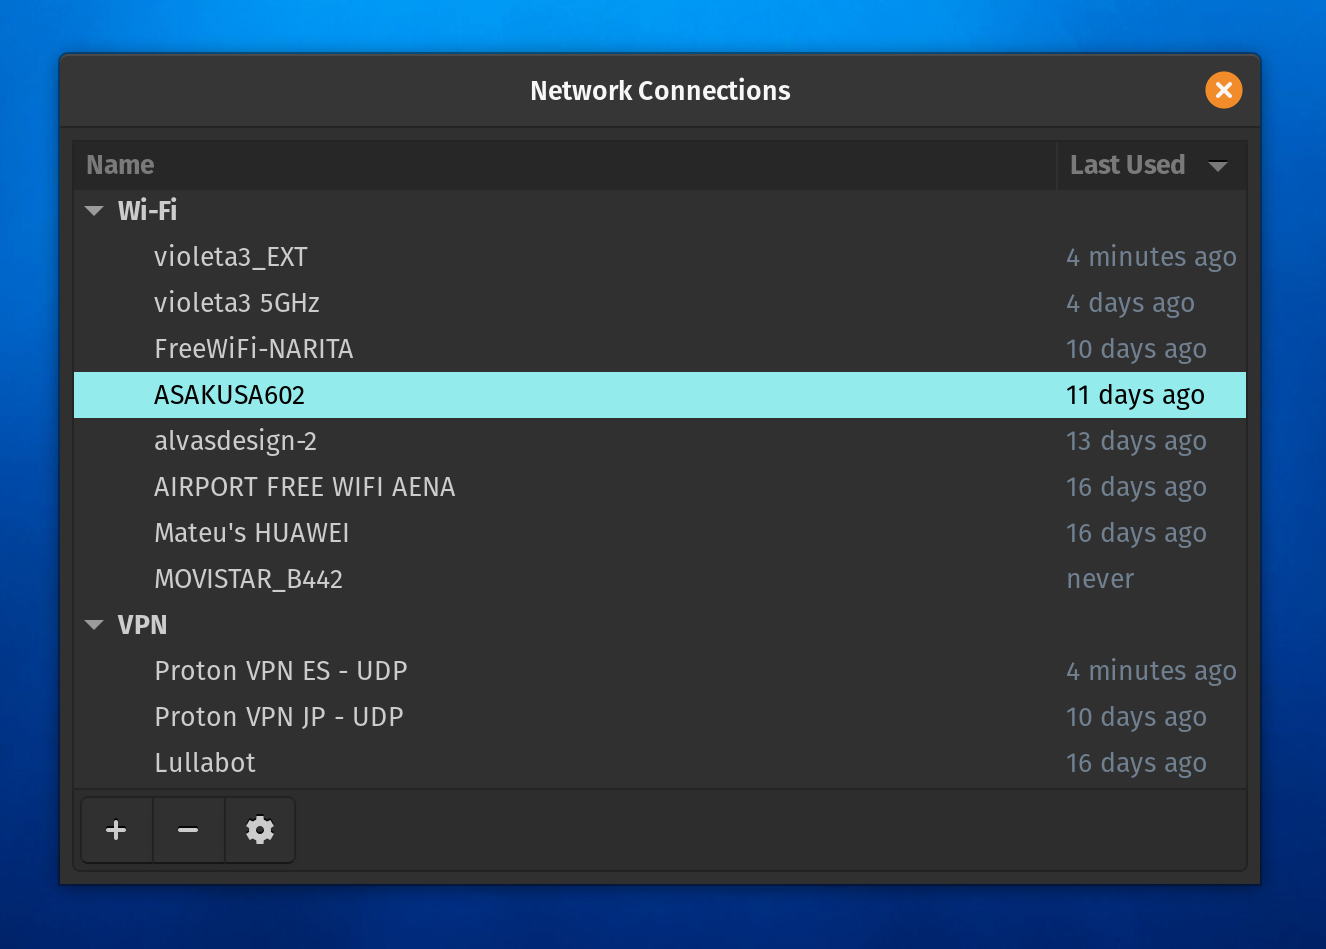 Network Connections
Name Last Used
Wi-Fi
violeta3_EXT 4 minutes ago
violeta3 5GHz 4 days ago
FreeWiFi-NARITA 10 days ago
ASAKUSA602 11 days ago
alvasdesign-2 13 days ago
AIRPORT FREE WIFI AENA 16 days ago
Mateu's HUAWEI 16 days ago
MOVISTAR_B442 never
VPN
Proton VPN ES - UDP 4 minutes ago
Proton VPN JP - UDP 10 days ago
Lullabot 16 days ago